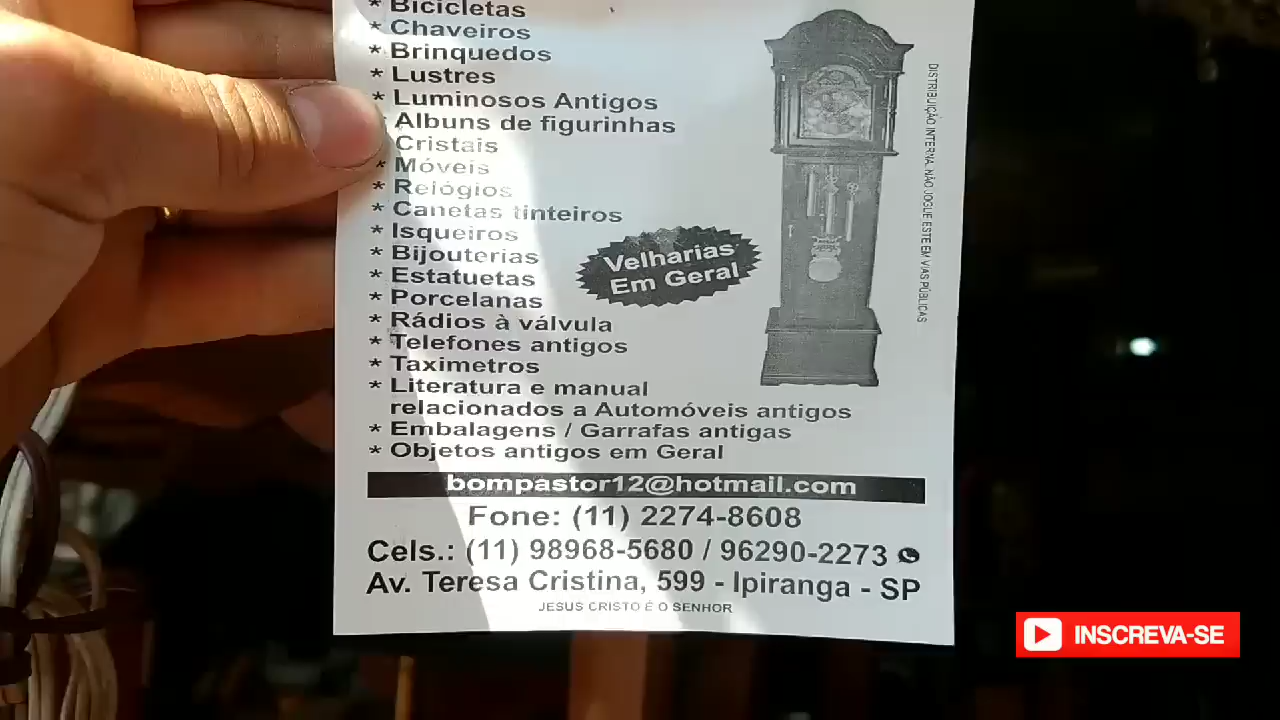 * Bicicletas
* Chaveiros
* Brinquedos
* Lustres
* Luminosos Antigos
Albuns de figurinhas
Cristais
* Móveis
* Relógios
* Canetas tinteiros
* Isqueiros
* Bijouterias
* Estatuetas
* Porcelanas
* Rádios à válvula
* Telefones antigos
* Taximetros
* Literatura e manual
relacionados a Automóveis antigos
* Embalagens / Garrafas antigas
* Objetos antigos em Geral
Velharias
Em Geral
DISTRIBUIÇÃO INTERNA. NÃO JOGUE ESTE EM VIAS PÚBLICAS
bompastor12@hotmail.com
Fone: (11) 2274-8608
Cels.: (11) 98968-5680 / 96290-2273
Av. Teresa Cristina, 599 - Ipiranga - SP
JESUS CRISTO É O SENHOR
INSCREVA-SE